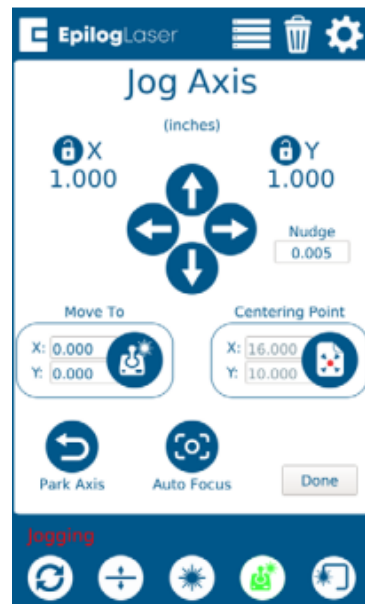 EpilogLaser
Jog Axis
(inches)
X
Y
1.000
1.000
Nudge
0.005
Move To
Centering Point
X: 0.000
X: 16.000
Y: 0.000
Y: 10.000
Park Axis
Auto Focus
Done
Jogging